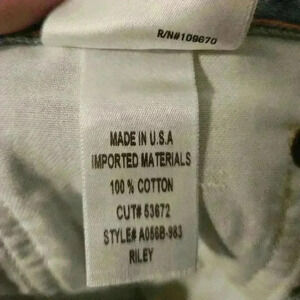 R/N#109670
MADE IN U.S.A
IMPORTED MATERIALS
100 % COTTON
CUT# 53672
STYLE# A056B-983
RILEY